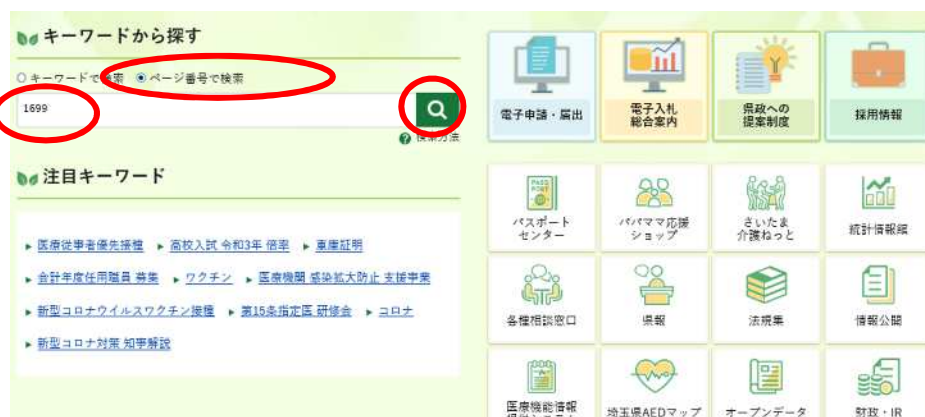 キーワードから探す
キーワードで検索 ページ番号で検索
1699
検索方法
注目キーワード
医療従事者優先接種 高校入試 令和3年 倍率 車庫証明
会計年度任用職員 募集 ワクチン 医療機関 感染拡大防止 支援事業
新型コロナウイルスワクチン接種 第15条指定医 研修会 コロナ
新型コロナ対策 知事解説
電子申請・届出
電子入札
総合案内
県政への
提案制度
採用情報
PASS
PORT
パスポート
センター
パパママ応援
ショップ
さいたま
介護ねっと
統計情報館
各種相談窓口
県報
法規集
情報公開
医療機能情報
埼玉県AEDマップ
オープンデータ
財政・IR